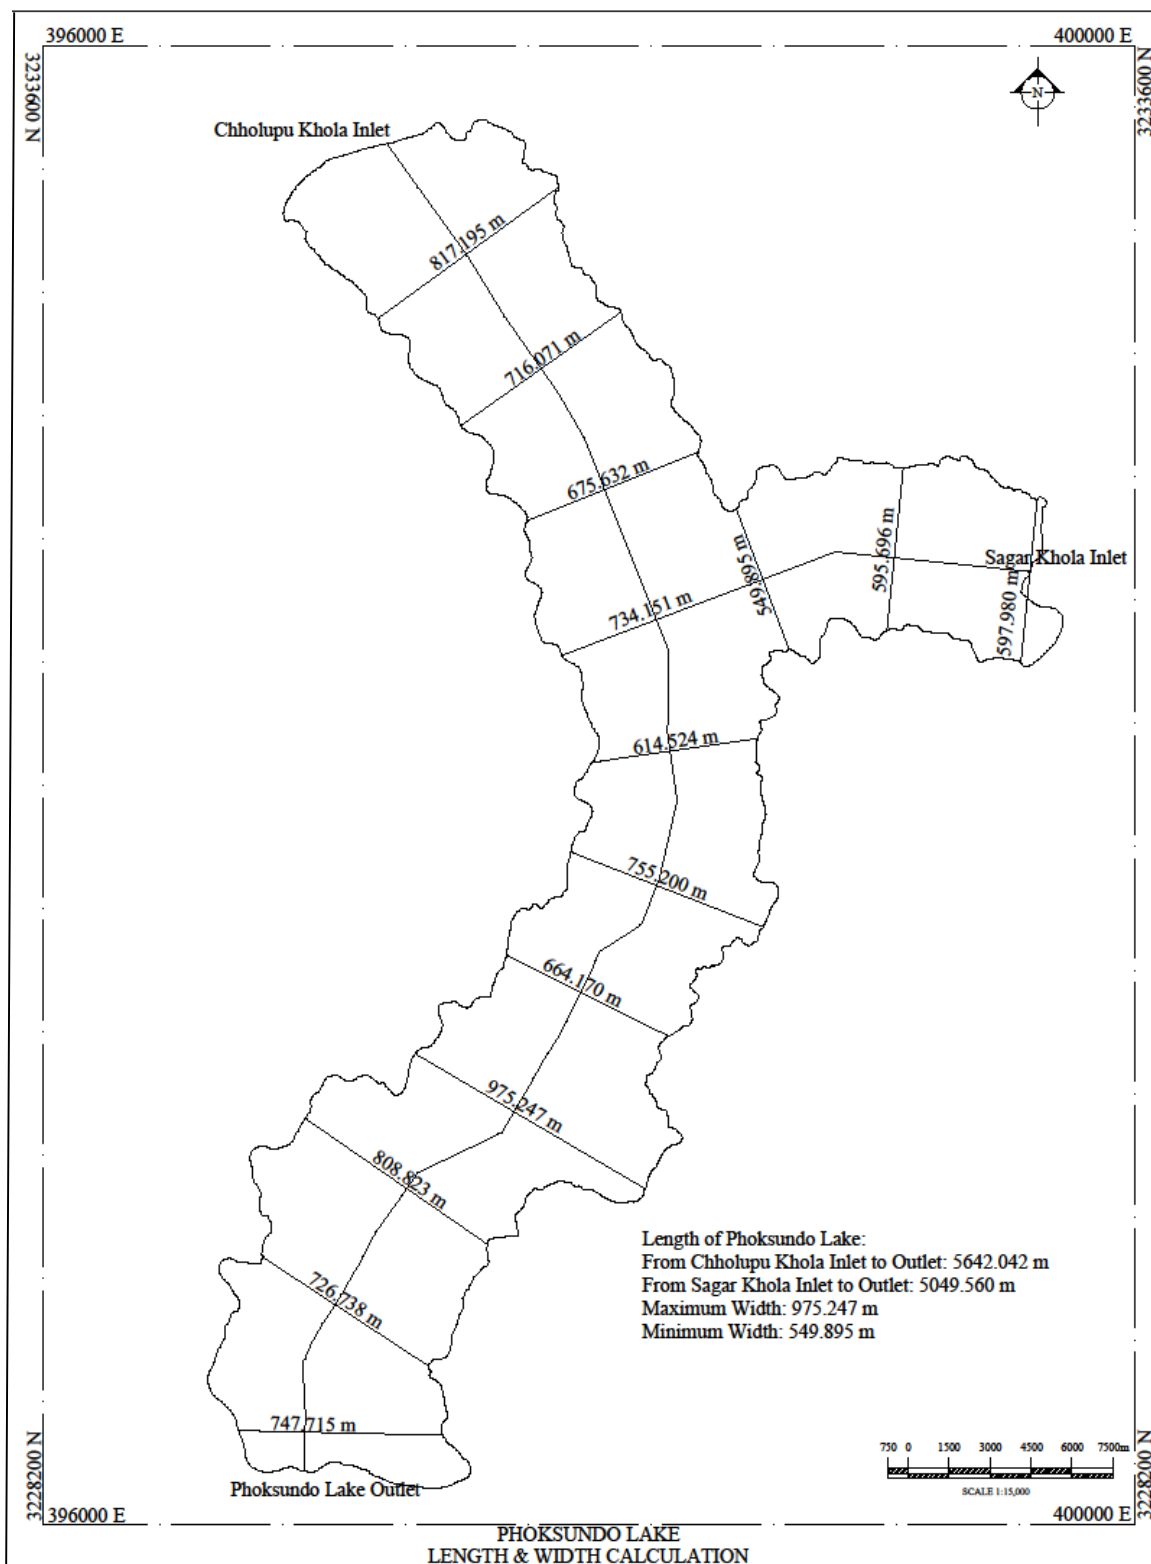 396000 E
400000 E
3233600 N
3233600 N
N
Chholupu Khola Inlet
817.195 m
716.071 m
675.632 m
595.696 m
549.895 m
Sagar Khola Inlet
597.980 m
734.151 m
614.524 m
755.200 m
664.170 m
975.247 m
808.823 m
726.738 m
747.715 m
Length of Phoksundo Lake:
From Chholupu Khola Inlet to Outlet: 5642.042 m
From Sagar Khola Inlet to Outlet: 5049.560 m
Maximum Width: 975.247 m
Minimum Width: 549.895 m
Phoksundo Lake Outlet
750 0 1500 3000 4500 6000 7500m
SCALE 1:15,000
3228200 N
3228200 N
396000 E
400000 E
PHOKSUNDO LAKE
LENGTH & WIDTH CALCULATION